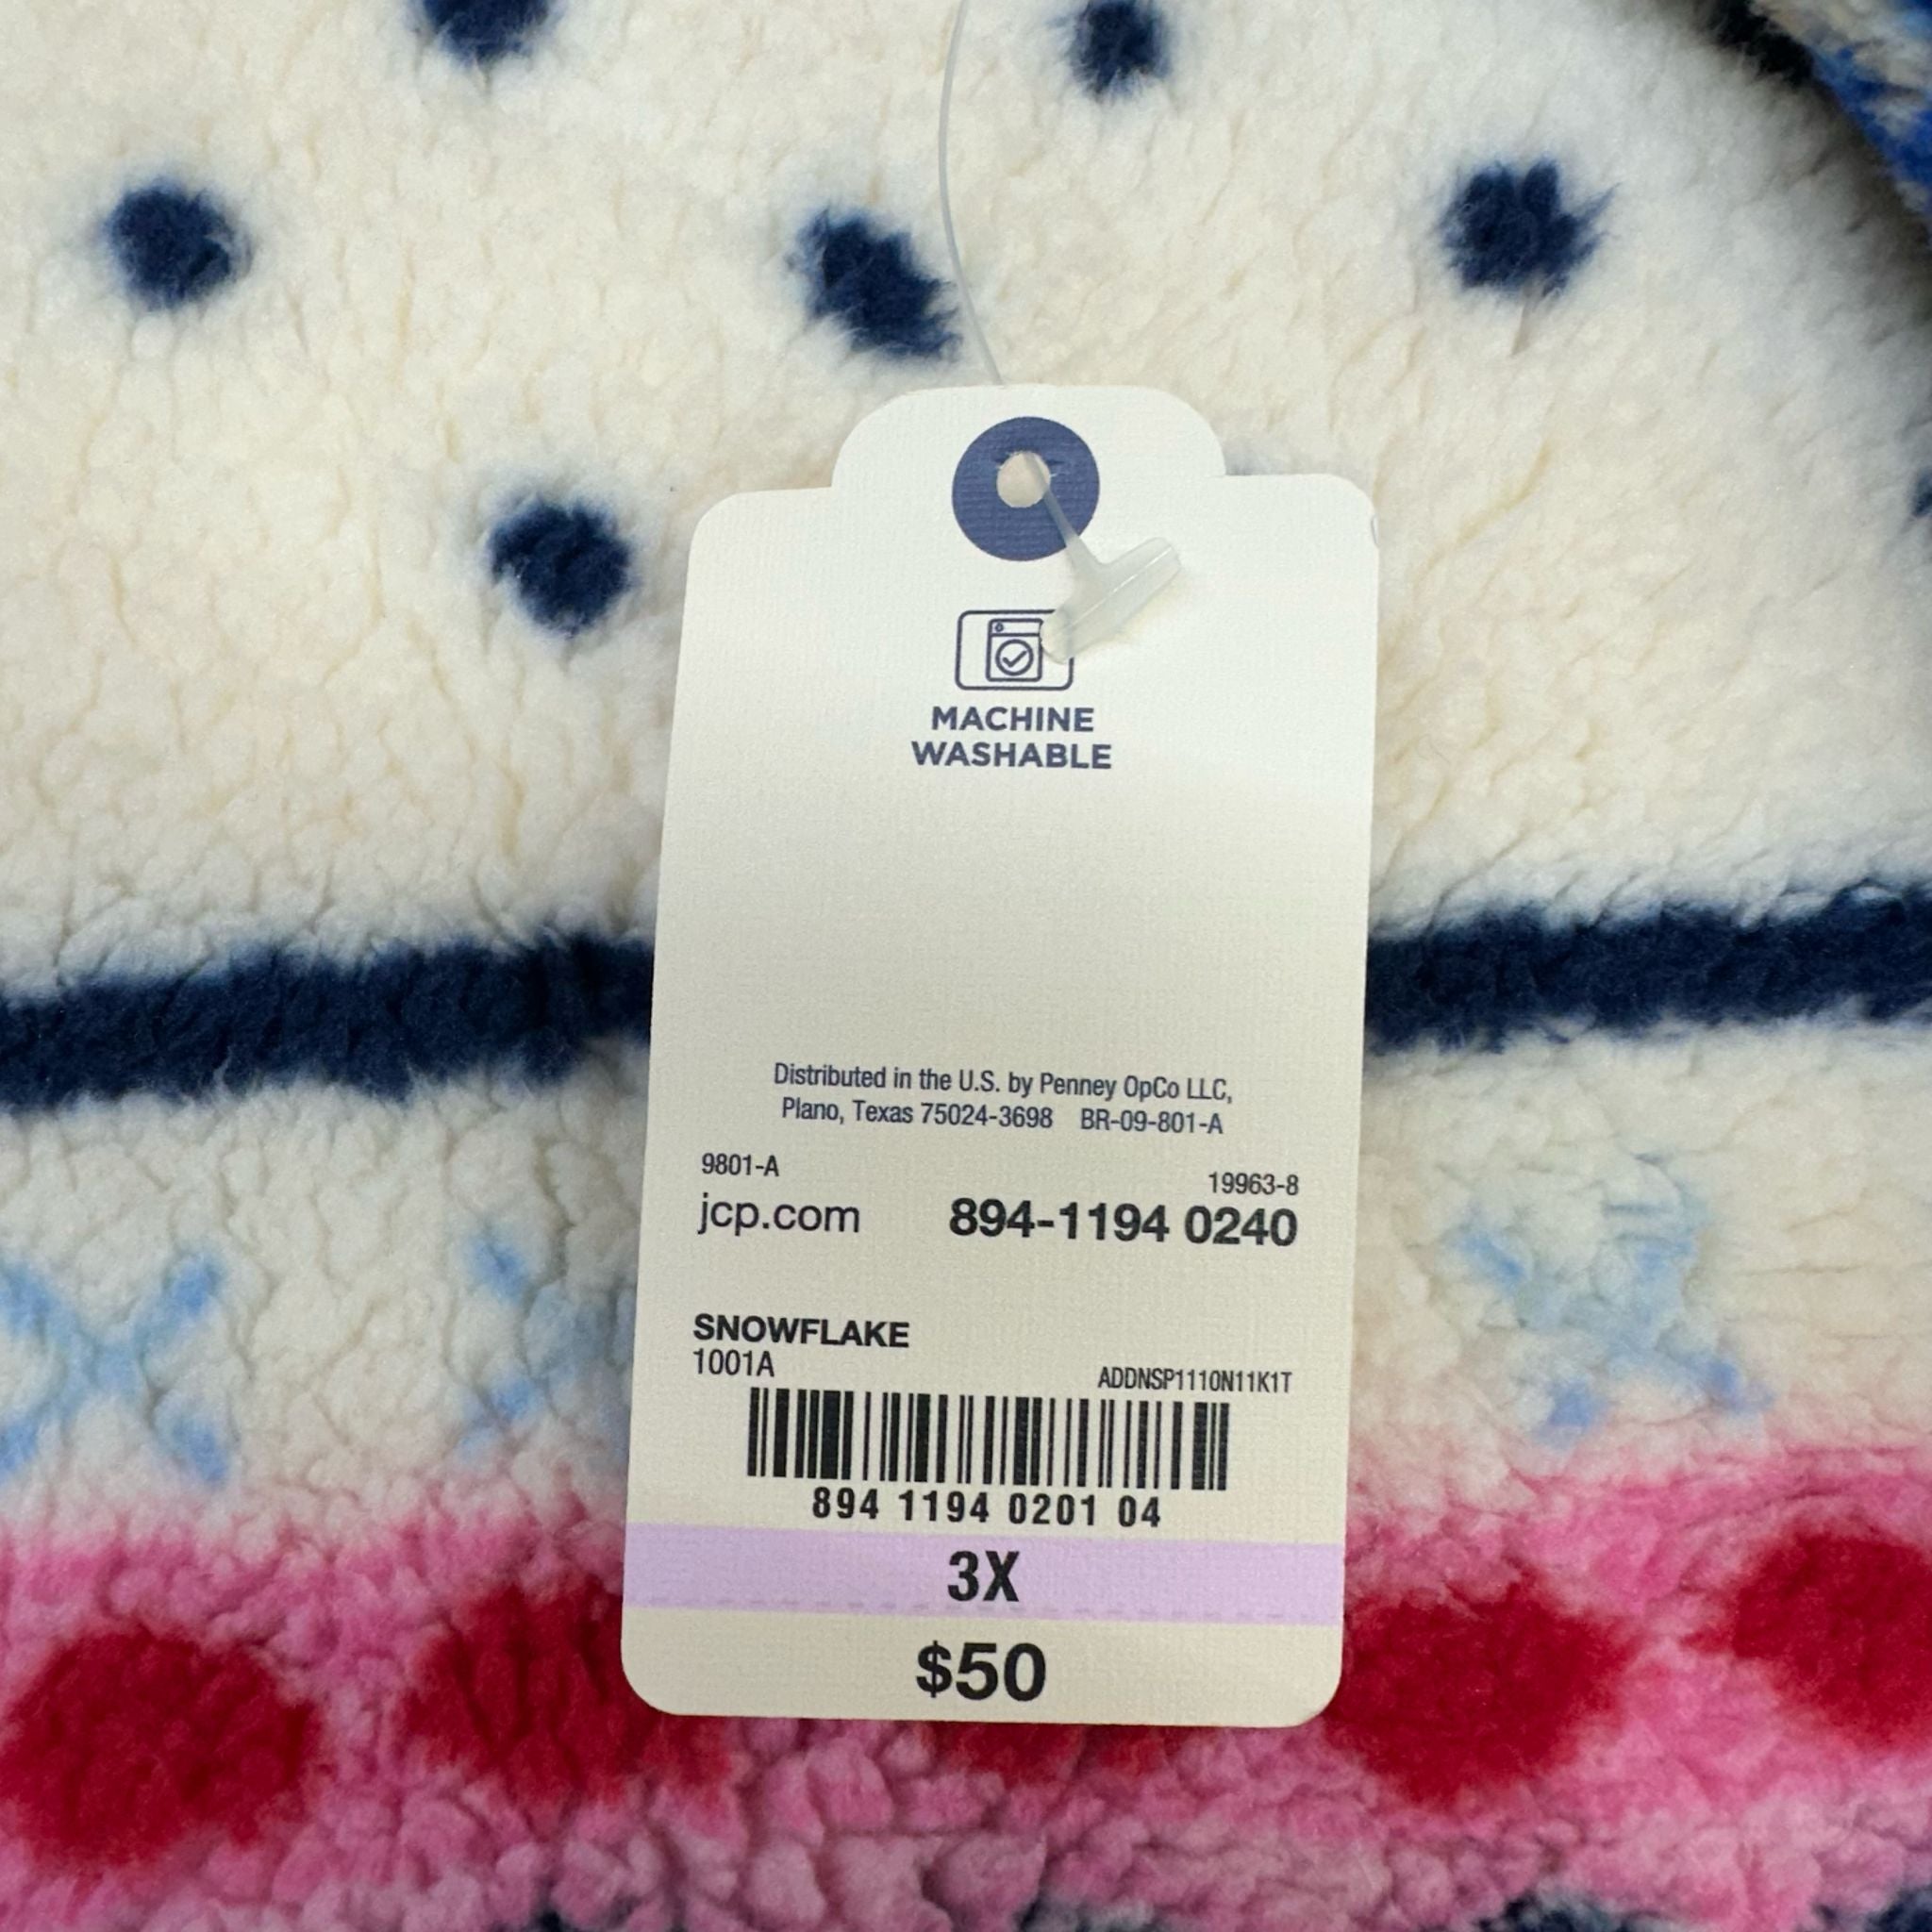 MACHINE
WASHABLE
Distributed in the U.S. by Penney OpCo LLC,
Plano, Texas 75024-3698 BR-09-801-A
9801-A
19963-8
jcp.com 894-1194 0240
SNOWFLAKE
1001A
ADDNSP1110N11K1T
894 1194 0201 04
3X
$50